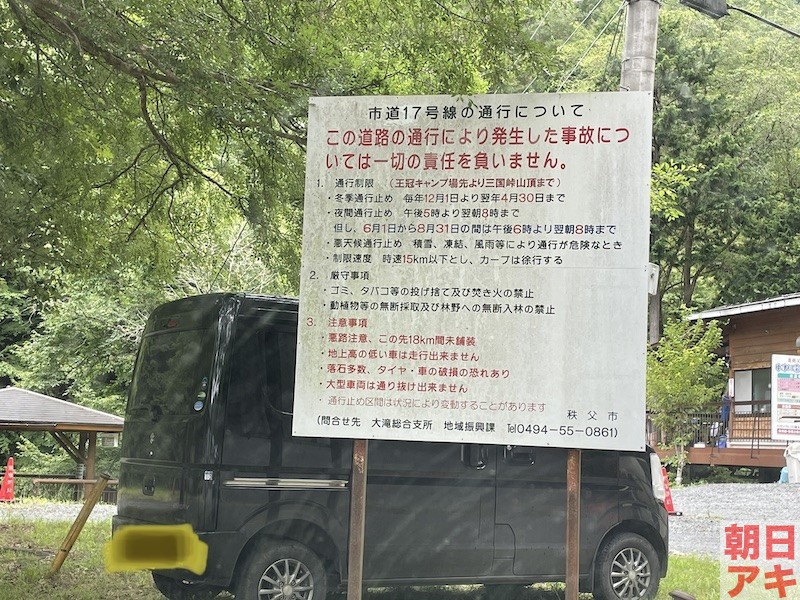 市道17号線の通行について
この道路の通行により発生した事故につ
いては一切の責任を負いません。
1. 通行制限 （王冠キャンプ場先より三国峠山頂まで）
・冬季通行止め 毎年12月1日より翌年4月30日まで
・夜間通行止め 午後5時より翌朝8時まで
但し、6月1日から8月31日の間は午後6時より翌朝8時まで
・悪天候通行止め 積雪、凍結、風雨等により通行が危険なとき
・制限速度 時速15km以下とし、カーブは徐行する
2. 厳守事項
・ゴミ、タバコ等の投げ捨て及び焚き火の禁止
・動植物等の無断採取及び林野への無断入林の禁止
3. 注意事項
・悪路注意、この先18km間未舗装
・地上高の低い車は走行出来ません
・落石多数、タイヤ・車の破損の恐れあり
・大型車両は通り抜け出来ません
・通行止め区間は状況により変動することがあります
秩父市
(問合せ先 大滝総合支所 地域振興課 Tel0494-55-0861)
朝日
アキ